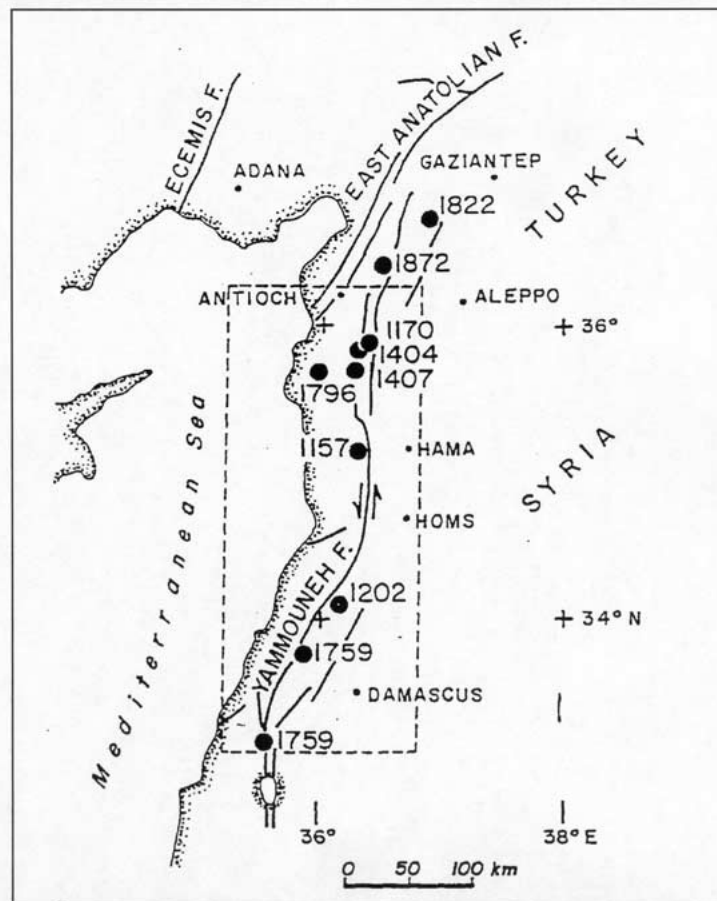 ECEMIS F.
EAST ANATOLIAN F.
ADANA
GAZIANTEP
TURKEY
1822
1872
ANTIOCH
ALEPPO
36°
1170
1404
1407
1796
1157
HAMA
SYRIA
HOMS
Mediterranean Sea
YAMMOUNEH F.
1202
34° N
1759
DAMASCUS
1759
36°
38° E
0 50 100 km